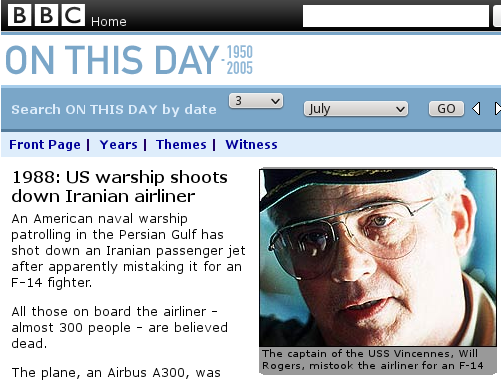 BBC Home
ON THIS DAY 1950
2005
Search ON THIS DAY by date 3 July GO
Front Page | Years | Themes | Witness
1988: US warship shoots
down Iranian airliner
An American naval warship
patrolling in the Persian Gulf has
shot down an Iranian passenger jet
after apparently mistaking it for an
F-14 fighter.
All those on board the airliner -
almost 300 people - are believed
dead.
The plane, an Airbus A300, was
The captain of the USS Vincennes, Will
Rogers, mistook the airliner for an F-14